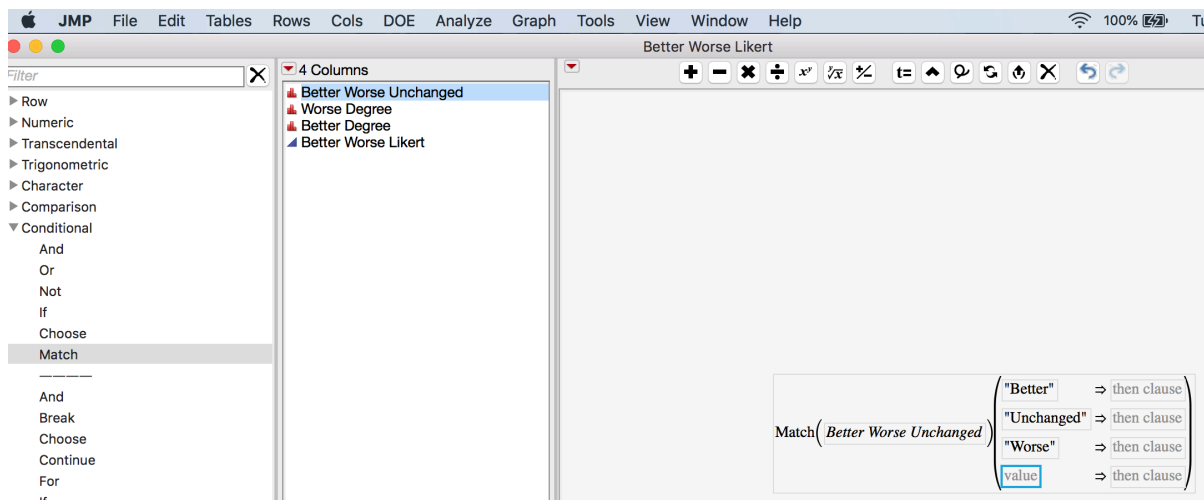 JMP File Edit Tables Rows Cols DOE Analyze Graph Tools View Window Help 100%
Better Worse Likert
Filter
Row
Numeric
Transcendental
Trigonometric
Character
Comparison
Conditional
And
Or
Not
If
Choose
Match
————
And
Break
Choose
Continue
For
4 Columns
Better Worse Unchanged
Worse Degree
Better Degree
Better Worse Likert
t=
"Better" ⇒ then clause
"Unchanged" ⇒ then clause
Match( Better Worse Unchanged )
"Worse" ⇒ then clause
value ⇒ then clause